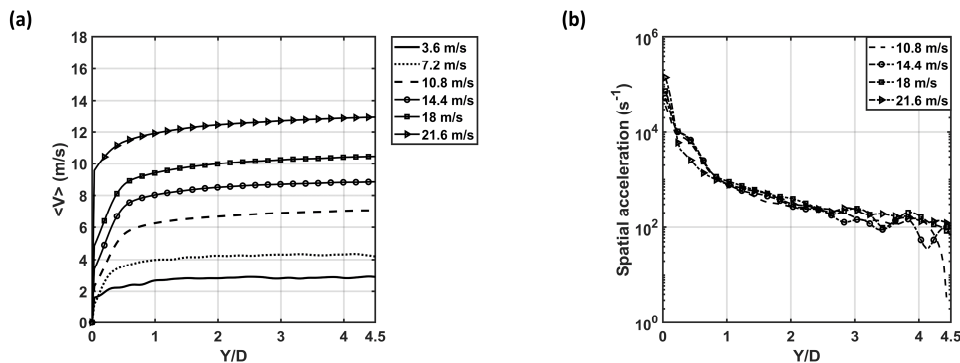 (a)
<V> (m/s)
18
16
14
12
10
8
6
4
2
0
0 1 2 3 4 4.5
Y/D
3.6 m/s
7.2 m/s
10.8 m/s
14.4 m/s
18 m/s
21.6 m/s
(b)
Spatial acceleration (s⁻¹)
10⁶
10⁴
10²
10⁰
0 1 2 3 4 4.5
Y/D
10.8 m/s
14.4 m/s
18 m/s
21.6 m/s